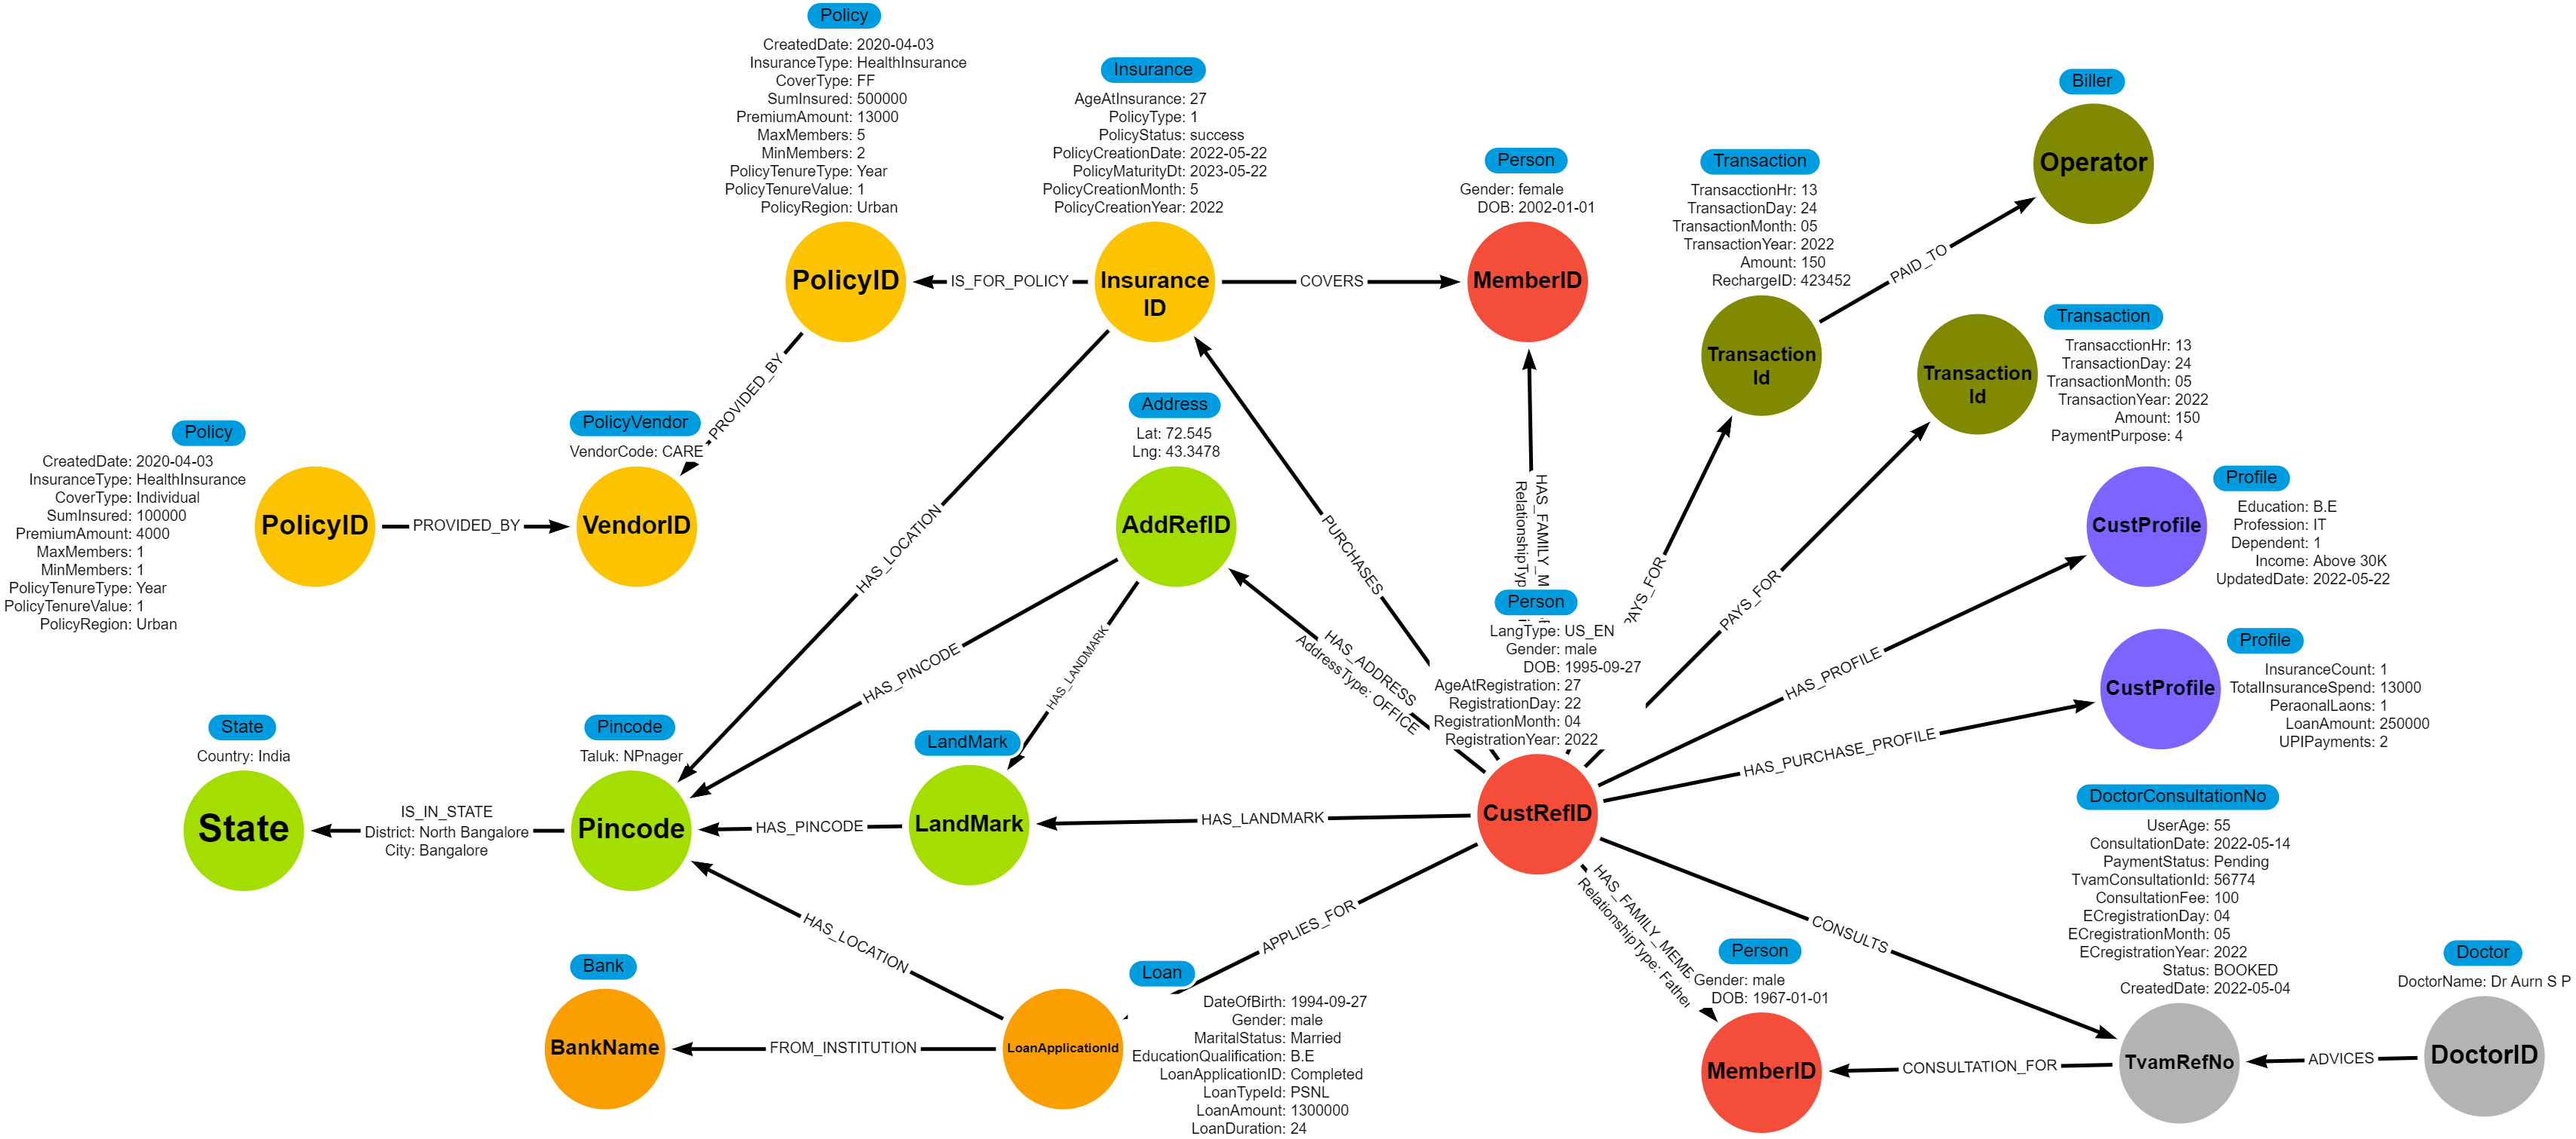 Policy
CreatedDate: 2020-04-03
InsuranceType: HealthInsurance
CoverType: FF
SumInsured: 500000
PremiumAmount: 13000
MaxMembers: 5
MinMembers: 2
PolicyTenureType: Year
PolicyTenureValue: 1
PolicyRegion: Urban
PolicyID
IS_FOR_POLICY
Insurance
AgeAtInsurance: 27
PolicyType: 1
PolicyStatus: success
PolicyCreationDate: 2022-05-22
PolicyMaturityDt: 2023-05-22
PolicyCreationMonth: 5
PolicyCreationYear: 2022
Insurance
ID
COVERS
Person
Gender: female
DOB: 2002-01-01
MemberID
Transaction
TransacctionHr: 13
TransactionDay: 24
TransactionMonth: 05
TransactionYear: 2022
Amount: 150
RechargeID: 423452
Transaction
Id
PAID_TO
Biller
Operator
Transaction
TransacctionHr: 13
TransactionDay: 24
TransactionMonth: 05
TransactionYear: 2022
Amount: 150
PaymentPurpose: 4
Transaction
Id
PROVIDED_BY
Policy
CreatedDate: 2020-04-03
InsuranceType: HealthInsurance
CoverType: Individual
SumInsured: 100000
PremiumAmount: 4000
MaxMembers: 1
MinMembers: 1
PolicyTenureType: Year
PolicyTenureValue: 1
PolicyRegion: Urban
PolicyID
PROVIDED_BY
PolicyVendor
VendorCode: CARE
VendorID
HAS_LOCATION
Address
Lat: 72.545
Lng: 43.3478
AddRefID
PURCHASES
HAS_FAMILY_M
RelationshipTyp
PAYS_FOR
PAYS_FOR
Profile
Education: B.E
Profession: IT
Dependent: 1
Income: Above 30K
UpdatedDate: 2022-05-22
CustProfile
HAS_PROFILE
Profile
InsuranceCount: 1
TotalInsuranceSpend: 13000
PeraonalLaons: 1
LoanAmount: 250000
UPIPayments: 2
CustProfile
HAS_PURCHASE_PROFILE
HAS_PINCODE
HAS_LANDMARK
HAS_ADDRESS
AddressType: OFFICE
Person
LangType: US_EN
Gender: male
DOB: 1995-09-27
AgeAtRegistration: 27
RegistrationDay: 22
RegistrationMonth: 04
RegistrationYear: 2022
CustRefID
State
Country: India
State
IS_IN_STATE
District: North Bangalore
City: Bangalore
Pincode
Taluk: NPnager
Pincode
HAS_PINCODE
LandMark
LandMark
HAS_LANDMARK
HAS_LOCATION
APPLIES_FOR
HAS_FAMILY_MEME
RelationshipType: Father
CONSULTS
DoctorConsultationNo
UserAge: 55
ConsultationDate: 2022-05-14
PaymentStatus: Pending
TvamConsultationId: 56774
ConsultationFee: 100
ECregistrationDay: 04
ECregistrationMonth: 05
ECregistrationYear: 2022
Status: BOOKED
CreatedDate: 2022-05-04
TvamRefNo
Bank
BankName
FROM_INSTITUTION
Loan
DateOfBirth: 1994-09-27
Gender: male
MaritalStatus: Married
EducationQualification: B.E
LoanApplicationID: Completed
LoanTypeId: PSNL
LoanAmount: 1300000
LoanDuration: 24
LoanApplicationId
Person
Gender: male
DOB: 1967-01-01
MemberID
CONSULTATION_FOR
ADVICES
Doctor
DoctorName: Dr Aurn S P
DoctorID